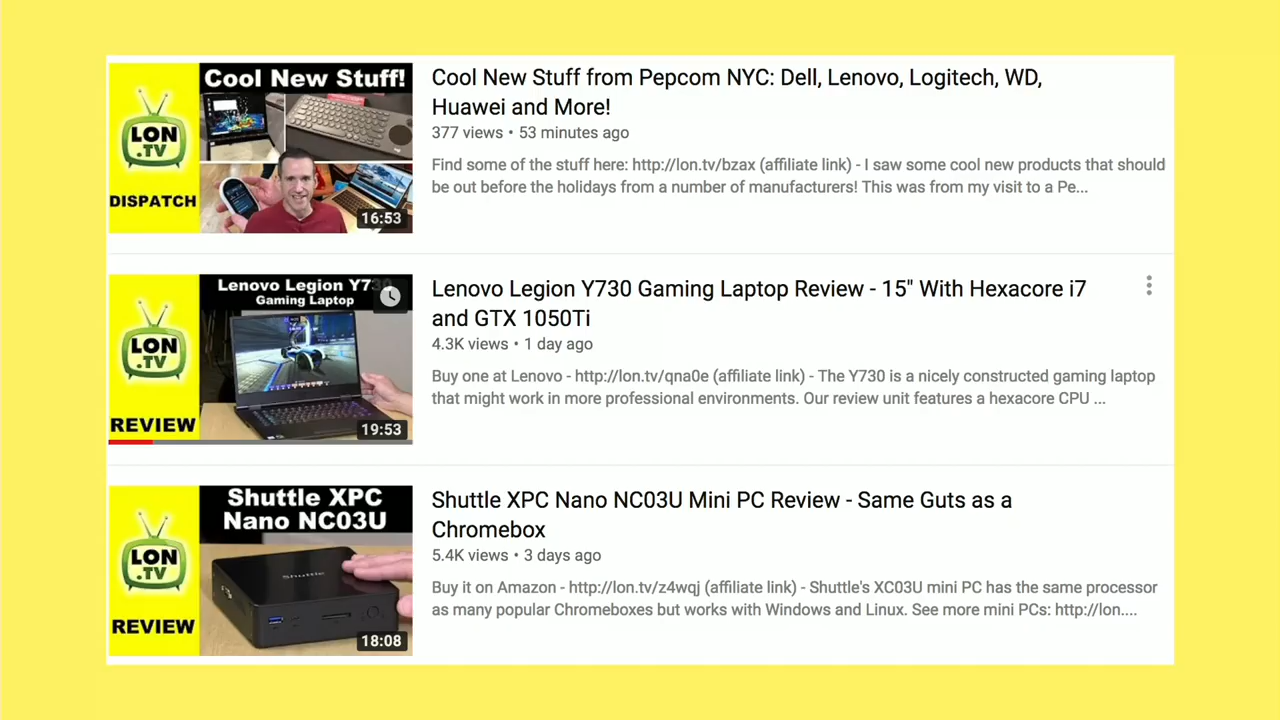 Cool New Stuff!
LON
.TV
DISPATCH
16:53
Cool New Stuff from Pepcom NYC: Dell, Lenovo, Logitech, WD,
Huawei and More!
377 views • 53 minutes ago
Find some of the stuff here: http://lon.tv/bzax (affiliate link) - I saw some cool new products that should
be out before the holidays from a number of manufacturers! This was from my visit to a Pe...
Lenovo Legion Y730
Gaming Laptop
LON
.TV
REVIEW
19:53
Lenovo Legion Y730 Gaming Laptop Review - 15" With Hexacore i7
and GTX 1050Ti
4.3K views • 1 day ago
Buy one at Lenovo - http://lon.tv/qna0e (affiliate link) - The Y730 is a nicely constructed gaming laptop
that might work in more professional environments. Our review unit features a hexacore CPU ...
Shuttle XPC
Nano NC03U
LON
.TV
Shuttle
REVIEW
18:08
Shuttle XPC Nano NC03U Mini PC Review - Same Guts as a
Chromebox
5.4K views • 3 days ago
Buy it on Amazon - http://lon.tv/z4wqj (affiliate link) - Shuttle's XC03U mini PC has the same processor
as many popular Chromeboxes but works with Windows and Linux. See more mini PCs: http://lon....